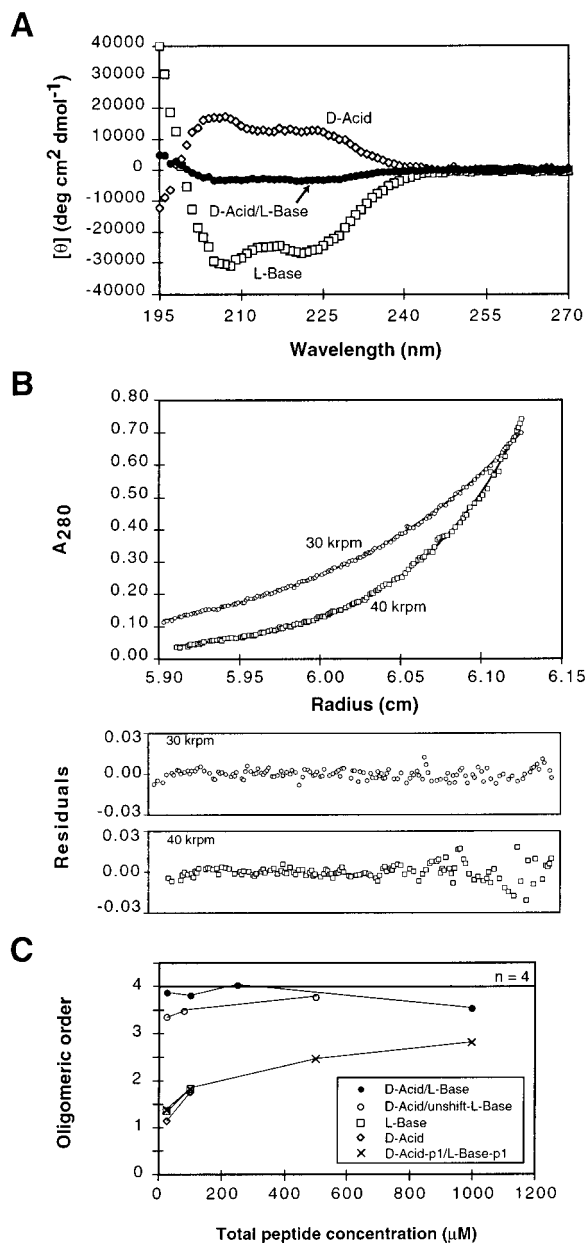 A
40000
30000
20000
10000
0
-10000
-20000
-30000
-40000
[θ] (deg cm² dmol⁻¹)
D-Acid
D-Acid/L-Base
L-Base
195
210
225
240
255
270
Wavelength (nm)
B
0.80
0.70
0.60
0.50
0.40
0.30
0.20
0.10
0.00
A280
30 krpm
40 krpm
5.90
5.95
6.00
6.05
6.10
6.15
Radius (cm)
Residuals
0.03
0.00
-0.03
30 krpm
0.03
0.00
-0.03
40 krpm
C
n = 4
4
3
2
1
0
Oligomeric order
D-Acid/L-Base
D-Acid/unshift-L-Base
L-Base
D-Acid
D-Acid-p1/L-Base-p1
0
200
400
600
800
1000
1200
Total peptide concentration (μM)